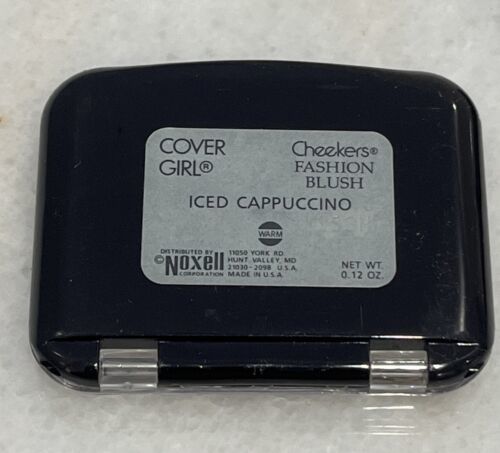 COVER
GIRL®
Cheekers®
FASHION
BLUSH
ICED CAPPUCCINO
WARM
DISTRIBUTED BY
©Noxell
CORPORATION
11050 YORK RD.
HUNT VALLEY, MD
21030-2098 U.S.A.
MADE IN U.S.A.
NET WT.
0.12 OZ.